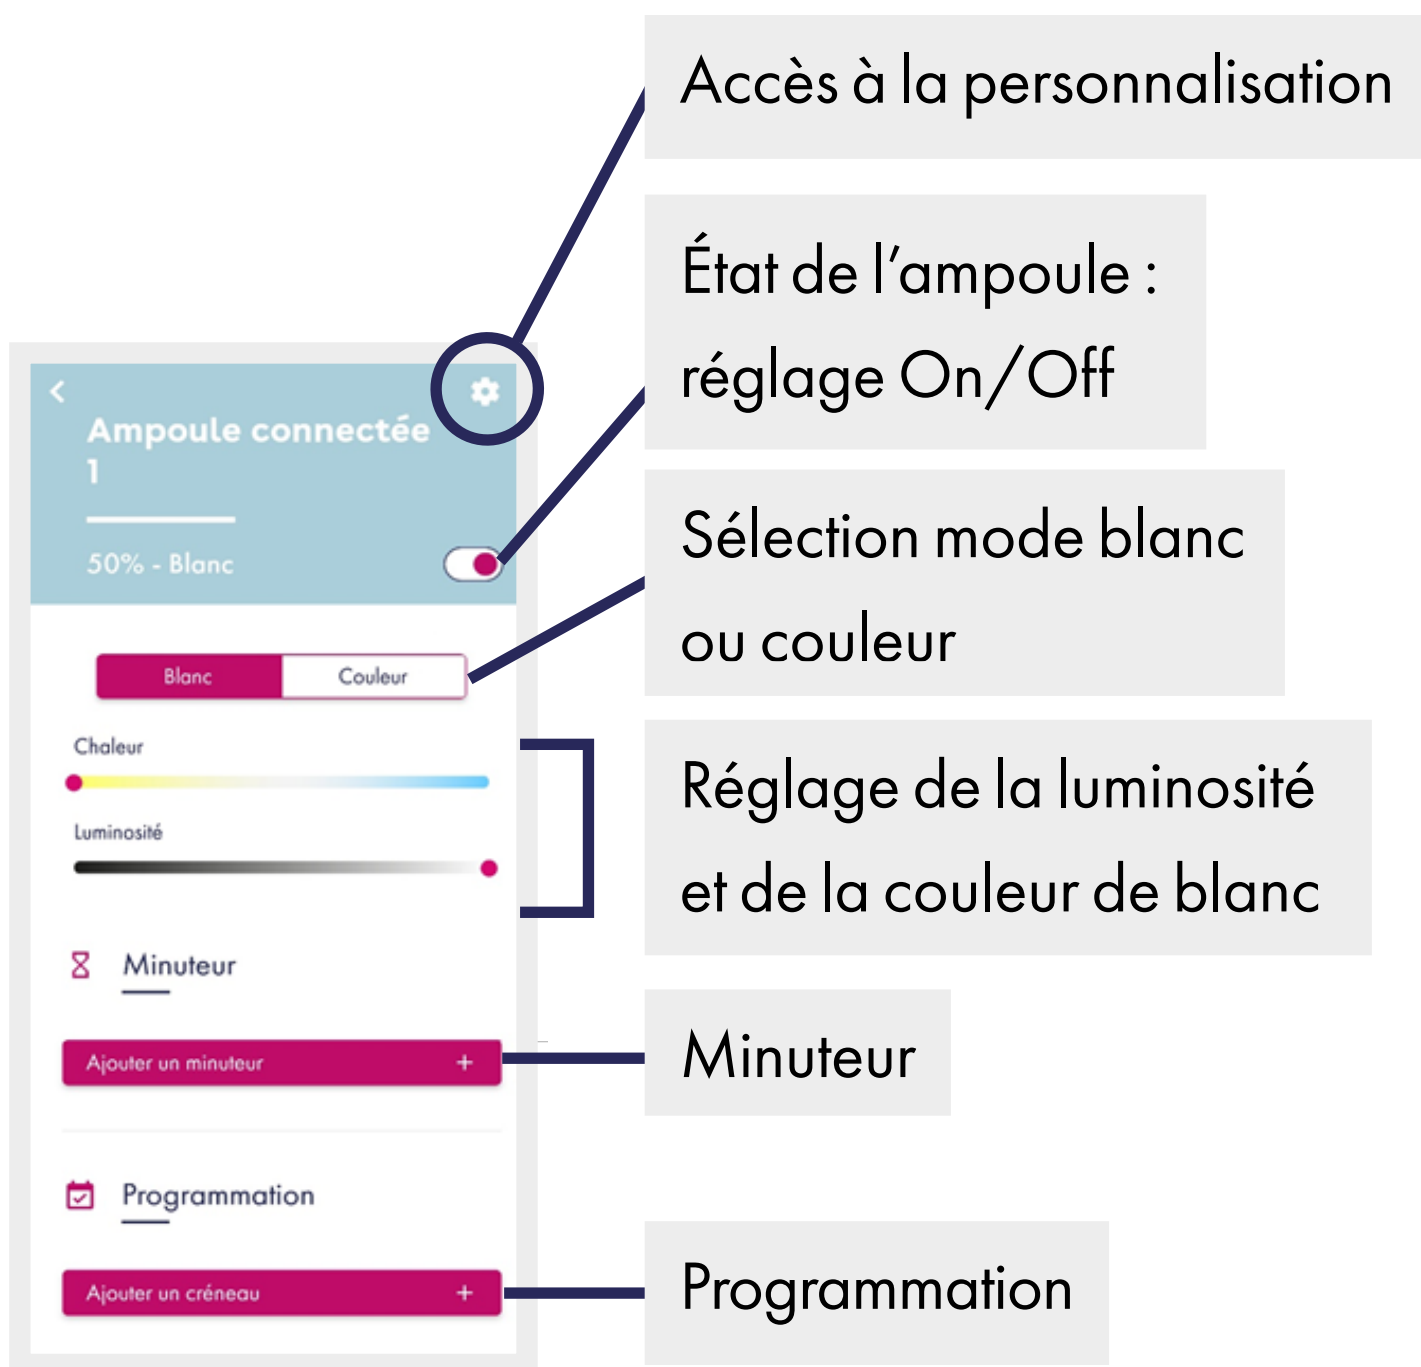 Accès à la personnalisation
État de l’ampoule :
réglage On/Off
Sélection mode blanc
ou couleur
Réglage de la luminosité
et de la couleur de blanc
Minuteur
Programmation
Ampoule connectée
1
50% - Blanc
Blanc
Couleur
Chaleur
Luminosité
Minuteur
Ajouter un minuteur +
Programmation
Ajouter un créneau +